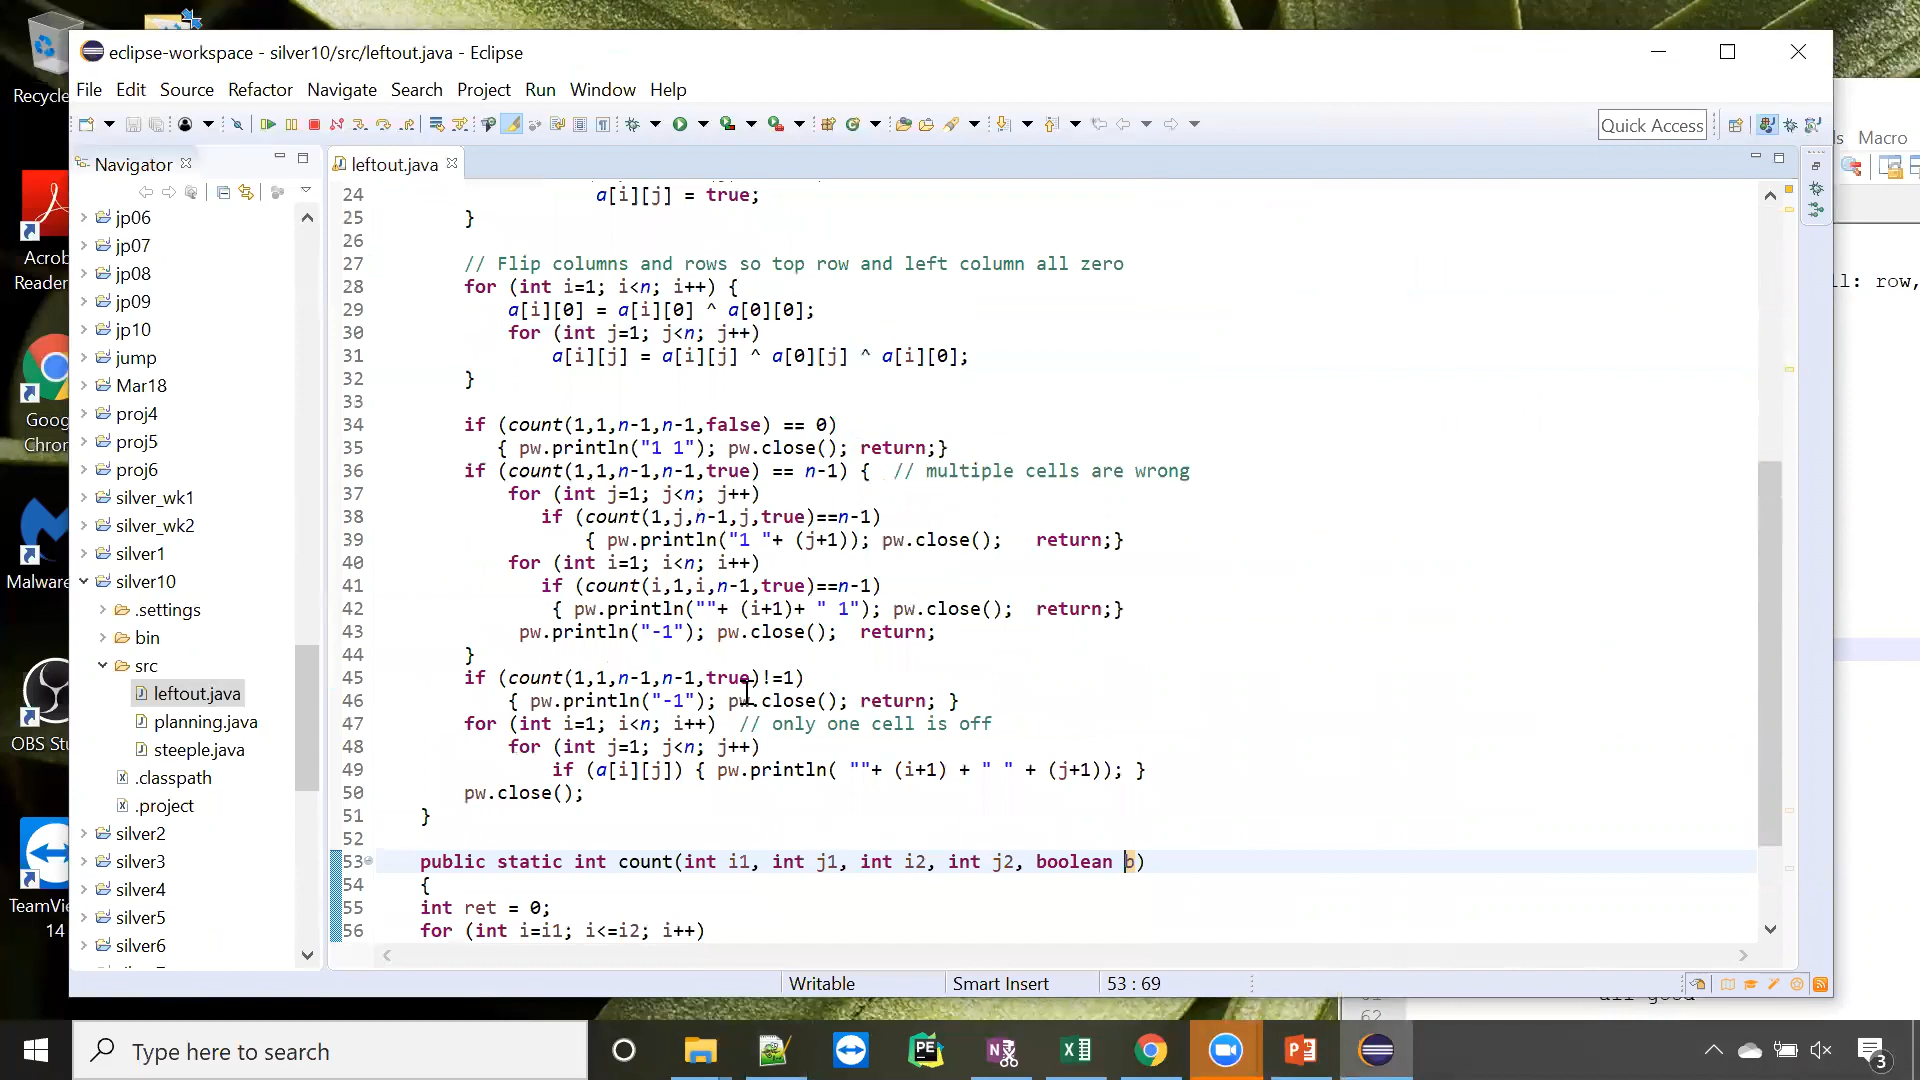 eclipse-workspace - silver10/src/leftout.java - Eclipse
File Edit Source Refactor Navigate Search Project Run Window Help
Quick Access
Navigator
leftout.java
jp06
jp07
jp08
jp09
jp10
jump
Mar18
proj4
proj5
proj6
silver_wk1
silver_wk2
silver1
silver10
.settings
bin
src
leftout.java
planning.java
steeple.java
.classpath
.project
silver2
silver3
silver4
silver5
silver6
24 a[i][j] = true;
25 }
26
27 // Flip columns and rows so top row and left column all zero
28 for (int i=1; i<n; i++) {
29 a[i][0] = a[i][0] ^ a[0][0];
30 for (int j=1; j<n; j++)
31 a[i][j] = a[i][j] ^ a[0][j] ^ a[i][0];
32 }
33
34 if (count(1,1,n-1,n-1,false) == 0)
35 { pw.println("1 1"); pw.close(); return;}
36 if (count(1,1,n-1,n-1,true) == n-1) { // multiple cells are wrong
37 for (int j=1; j<n; j++)
38 if (count(1,j,n-1,j,true)==n-1)
39 { pw.println("1 "+ (j+1)); pw.close(); return;}
40 for (int i=1; i<n; i++)
41 if (count(i,1,i,n-1,true)==n-1)
42 { pw.println(""+ (i+1)+ " 1"); pw.close(); return;}
43 pw.println("-1"); pw.close(); return;
44 }
45 if (count(1,1,n-1,n-1,true)!=1)
46 { pw.println("-1"); pw.close(); return; }
47 for (int i=1; i<n; i++) // only one cell is off
48 for (int j=1; j<n; j++)
49 if (a[i][j]) { pw.println( ""+ (i+1) + " " + (j+1)); }
50 pw.close();
51 }
52
53 public static int count(int i1, int j1, int i2, int j2, boolean b)
54 {
55 int ret = 0;
56 for (int i=i1; i<=i2; i++)
Writable Smart Insert 53 : 69
Recycle
Acrob
Reader
Goog
Chrom
Malware
OBS Stu
TeamVie
14
Macro
row,
62
Type here to search
3